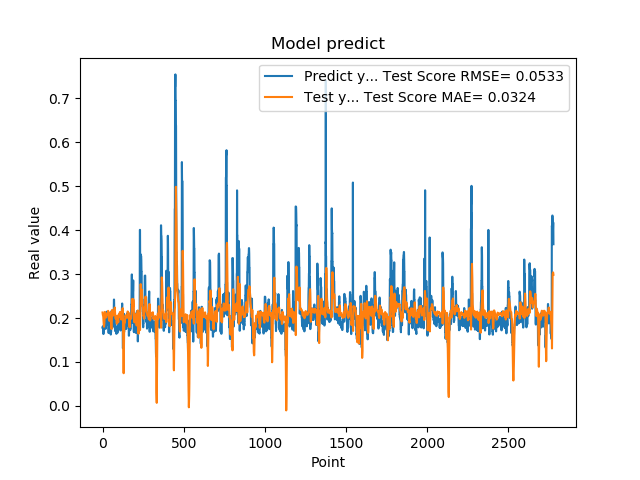 Model predict
Predict y... Test Score RMSE= 0.0533
Test y... Test Score MAE= 0.0324
Real value
0.7
0.6
0.5
0.4
0.3
0.2
0.1
0.0
0 500 1000 1500 2000 2500
Point